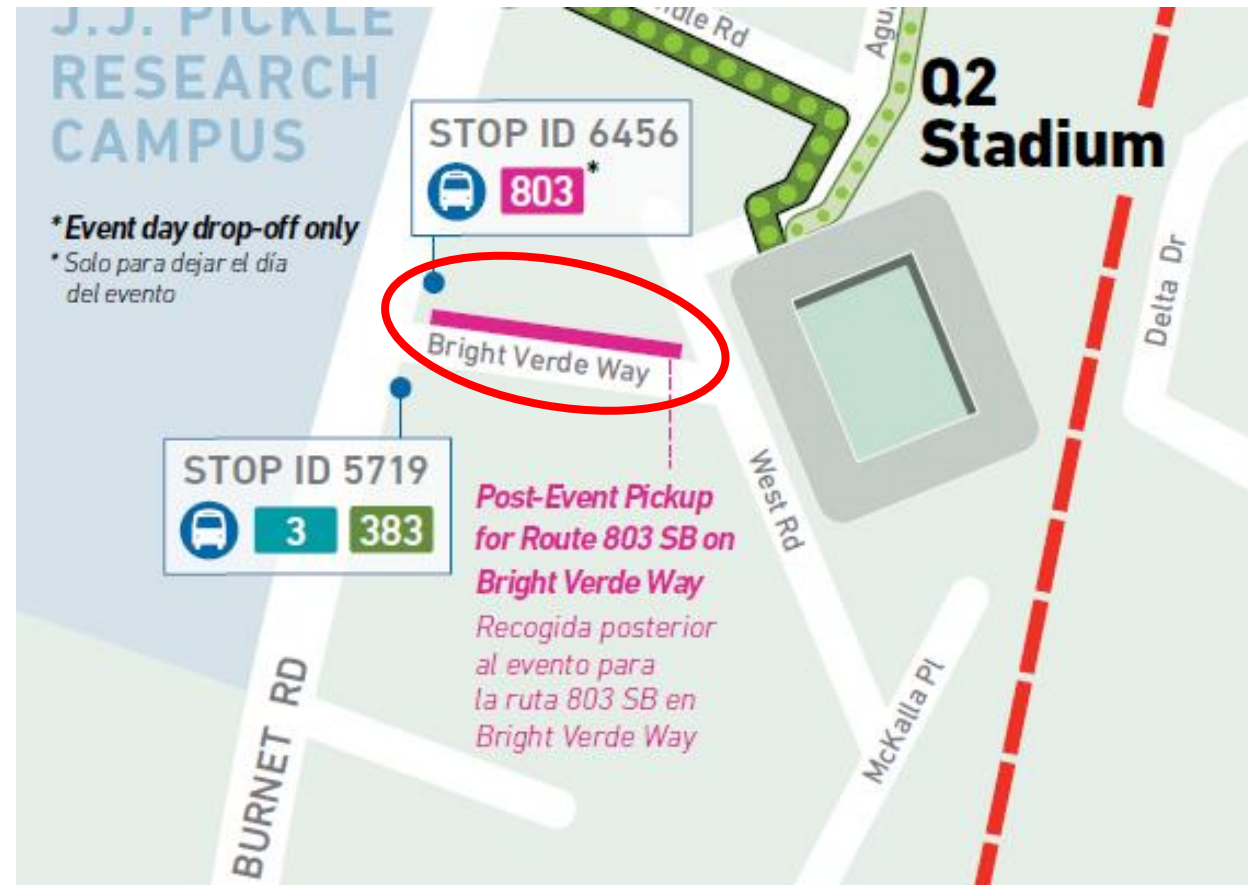 J.J. PICKLE
RESEARCH
CAMPUS
* Event day drop-off only
* Solo para dejar el día
del evento
STOP ID 6456
803 *
Q2
Stadium
Delta Dr
Bright Verde Way
STOP ID 5719
3 383
Post-Event Pickup
for Route 803 SB on
Bright Verde Way
Recogida posterior
al evento para
la ruta 803 SB en
Bright Verde Way
West Rd
McKalla Pl
BURNET RD
Rd